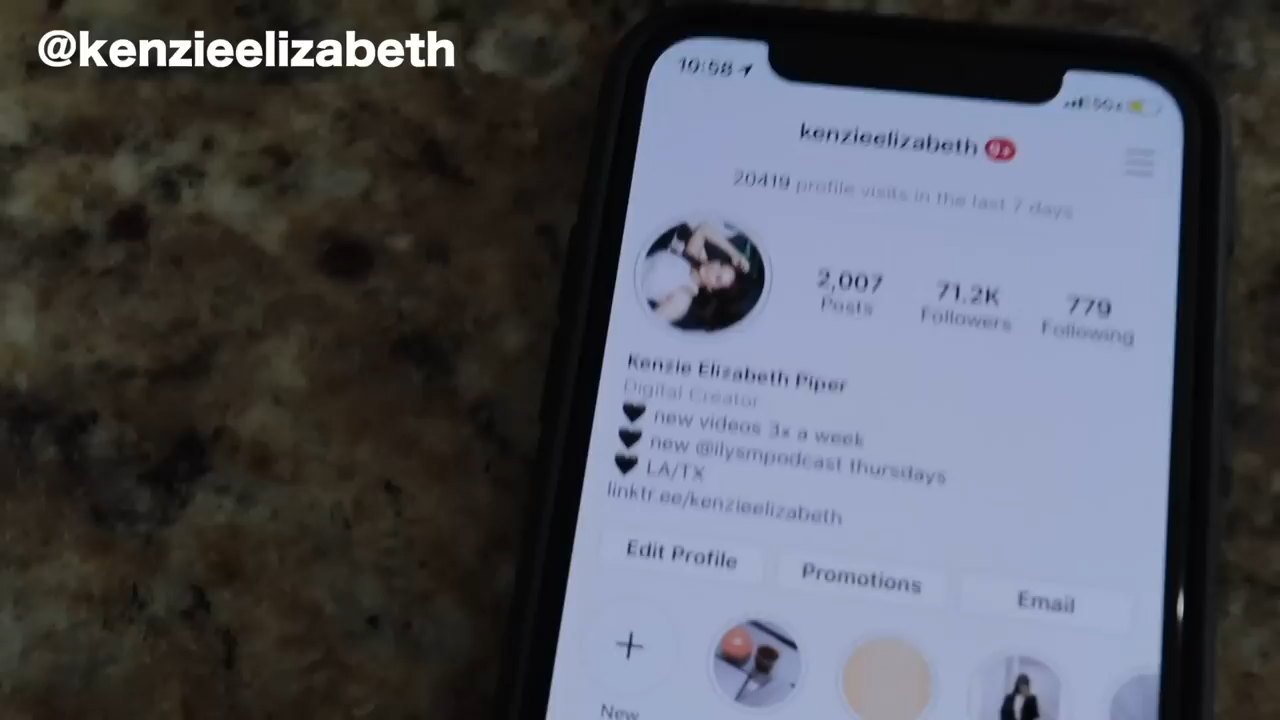 @kenzieelizabeth
10:58
kenzieelizabeth 9+
20419 profile visits in the last 7 days
2,007 71.2K 779
Posts Followers Following
Kenzie Elizabeth Piper
Digital Creator
🖤 new videos 3x a week
🖤 new @ilysmpodcast thursdays
🖤 LA/TX
linktr.ee/kenzieelizabeth
Edit Profile Promotions Email
+
New